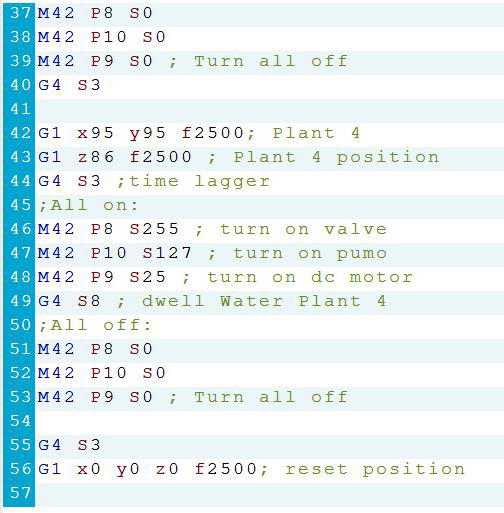 37 M42 P8 S0
38 M42 P10 S0
39 M42 P9 S0 ; Turn all off
40 G4 S3
41
42 G1 x95 y95 f2500; Plant 4
43 G1 z86 f2500 ; Plant 4 position
44 G4 S3 ;time lagger
45 ;All on:
46 M42 P8 S255 ; turn on valve
47 M42 P10 S127 ; turn on pumo
48 M42 P9 S25 ; turn on dc motor
49 G4 S8 ; dwell Water Plant 4
50 ;All off:
51 M42 P8 S0
52 M42 P10 S0
53 M42 P9 S0 ; Turn all off
54
55 G4 S3
56 G1 x0 y0 z0 f2500; reset position
57